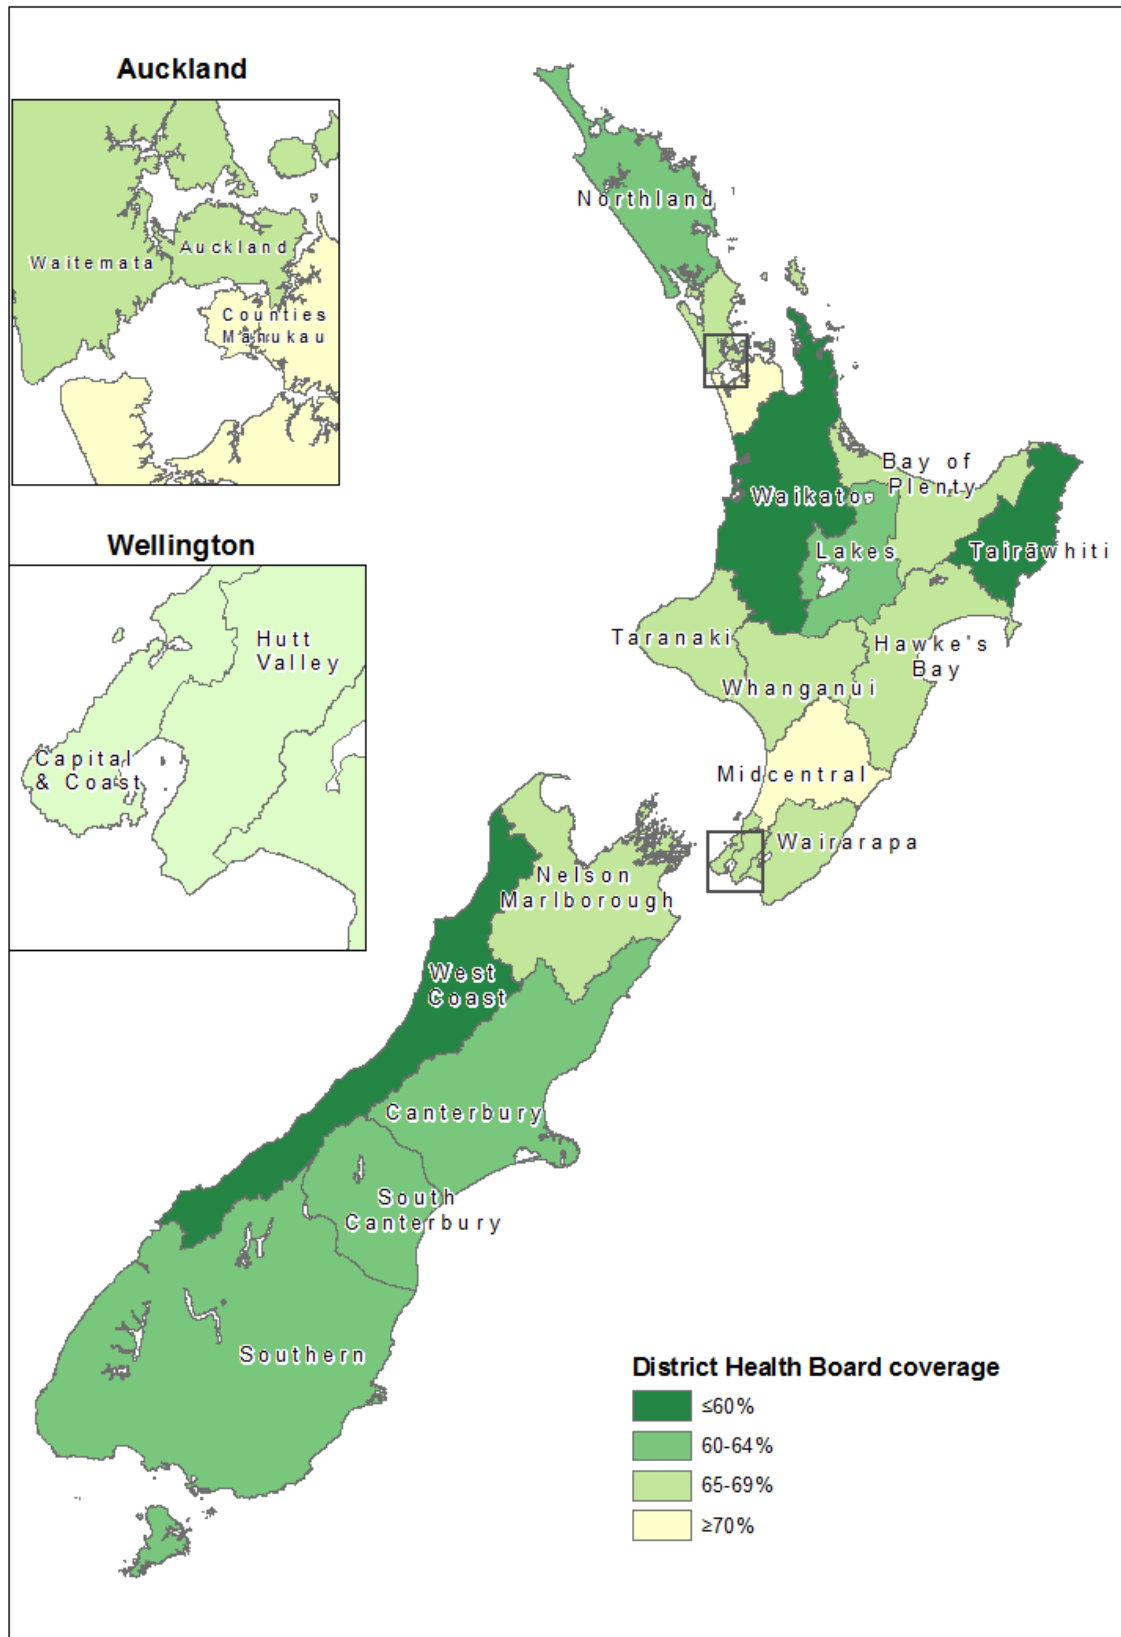 Auckland
Waitemata
Auckland
Counties
Manukau
Wellington
Hutt
Valley
Capital
& Coast
Northland
Bay of
Plenty
Waikato
Lakes
Tairāwhiti
Taranaki
Hawke's
Bay
Whanganui
Midcentral
Wairarapa
Nelson
Marlborough
West
Coast
Canterbury
South
Canterbury
Southern
District Health Board coverage
≤60%
60-64%
65-69%
≥70%